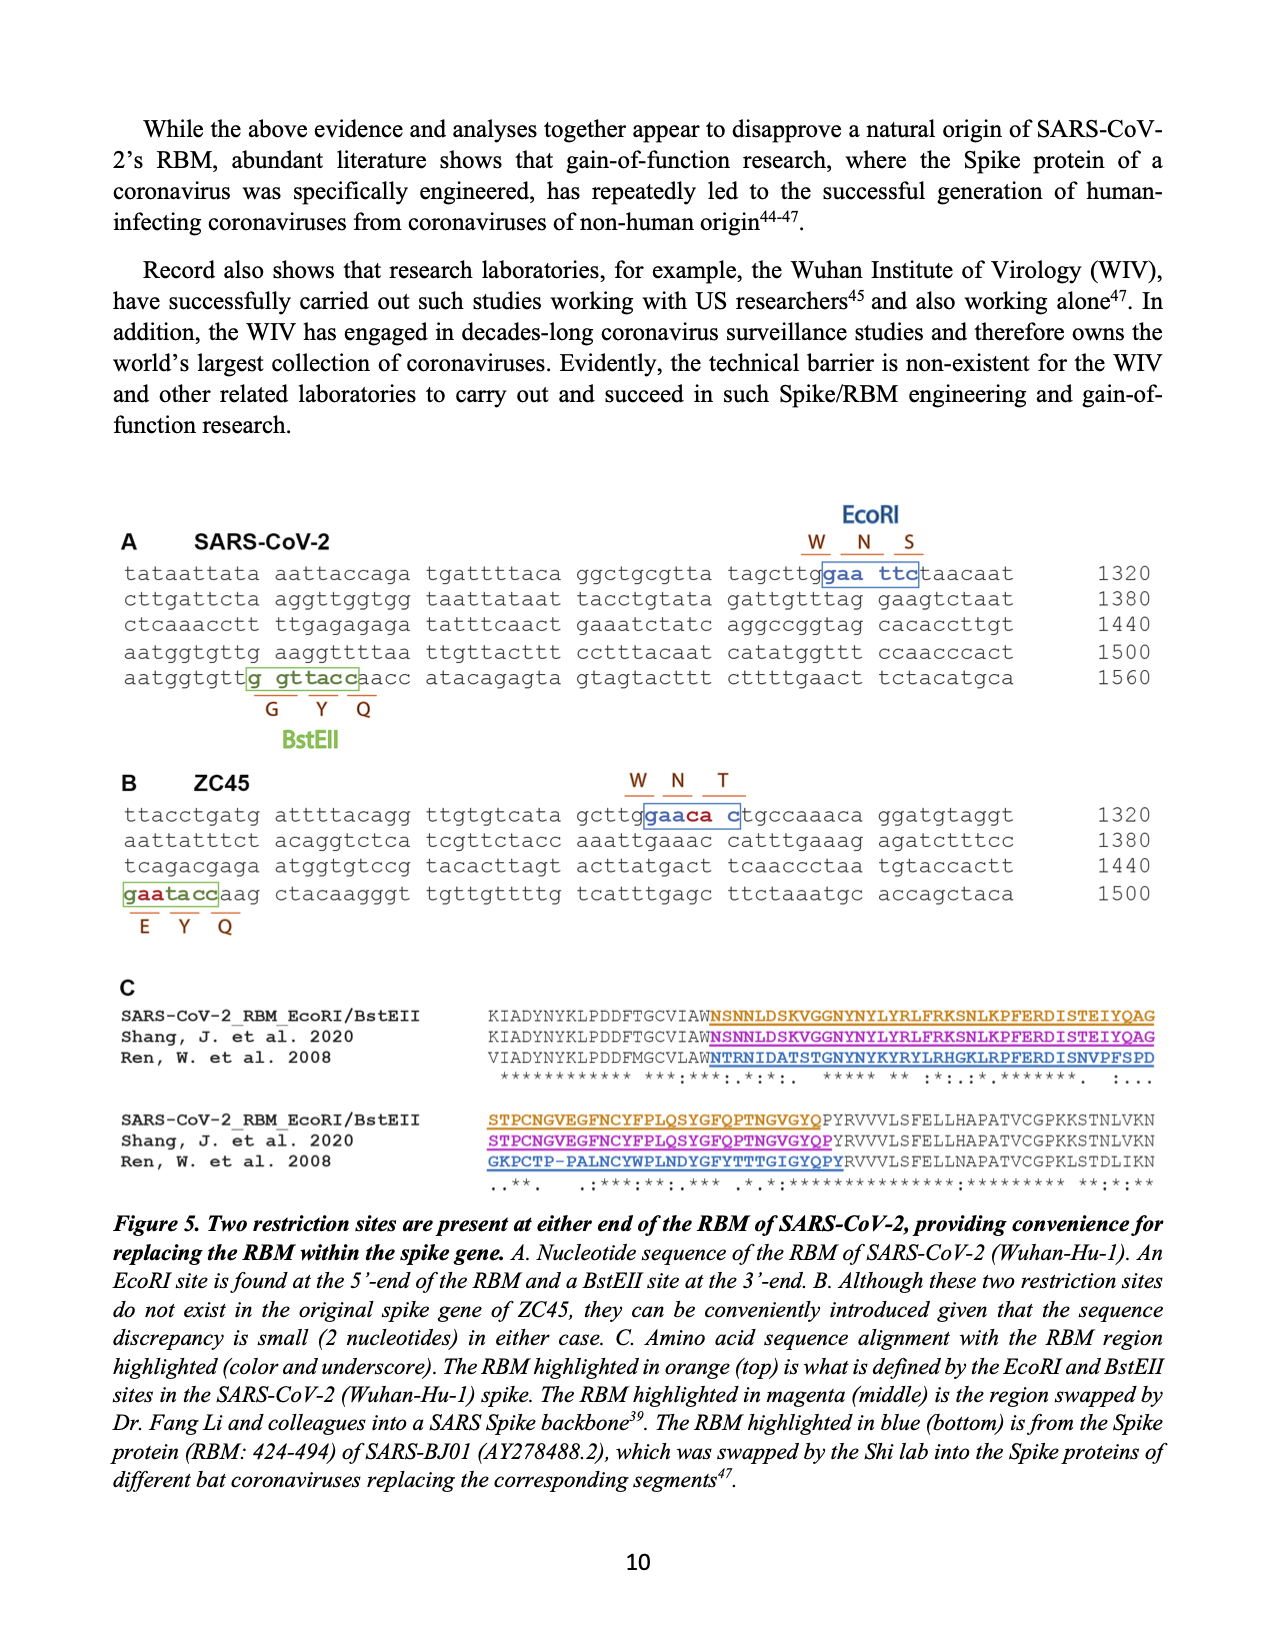 While the above evidence and analyses together appear to disapprove a natural origin of SARS-CoV-
2’s RBM, abundant literature shows that gain-of-function research, where the Spike protein of a
coronavirus was specifically engineered, has repeatedly led to the successful generation of human-
infecting coronaviruses from coronaviruses of non-human origin44-47.
Record also shows that research laboratories, for example, the Wuhan Institute of Virology (WIV),
have successfully carried out such studies working with US researchers45 and also working alone47. In
addition, the WIV has engaged in decades-long coronavirus surveillance studies and therefore owns the
world’s largest collection of coronaviruses. Evidently, the technical barrier is non-existent for the WIV
and other related laboratories to carry out and succeed in such Spike/RBM engineering and gain-of-
function research.
EcoRI
A SARS-CoV-2 W N S
tataattata aattaccaga tgattttaca ggctgcgtta tagcttggaa ttctaacaat 1320
cttgattcta aggttggtgg taattataat tacctgtata gattgtttag gaagtctaat 1380
ctcaaacctt ttgagagaga tatttcaact gaaatctatc aggccggtag cacaccttgt 1440
aatggtgttg aaggttttaa ttgttacttt cctttacaat catatggttt ccaacccact 1500
aatggtgttg gttaccaacc atacagagta gtagtacttt cttttgaact tctacatgca 1560
G Y Q
BstEII
B ZC45 W N T
ttacctgatg attttacagg ttgtgtcata gcttggaaca ctgccaaaca ggatgtaggt 1320
aattatttct acaggtctca tcgttctacc aaattgaaac catttgaaag agatctttcc 1380
tcagacgaga atggtgtccg tacacttagt acttatgact tcaaccctaa tgtaccactt 1440
gaataccaag ctacaagggt tgttgttttg tcatttgagc ttctaaatgc accagctaca 1500
E Y Q
C
SARS-CoV-2_RBM_EcoRI/BstEII KIADYNYKLPDDFTGCVIAWNSNNLDSKVGGNYNYLYRLFRKSNLKPFERDISTEIYQAG
Shang, J. et al. 2020 KIADYNYKLPDDFTGCVIAWNSNNLDSKVGGNYNYLYRLFRKSNLKPFERDISTEIYQAG
Ren, W. et al. 2008 VIADYNYKLPDDFMGCVLAWNTRNIDATSTGNYNYKYRYLRHGKLRPFERDISNVPFSPD
************ ***:***:.*:*:. ***** ** :*:.:*.*******. :...
SARS-CoV-2_RBM_EcoRI/BstEII STPCNGVEGFNCYFPLQSYGFQPTNGVGYQPYRVVVLSFELLHAPATVCGPKKSTNLVKN
Shang, J. et al. 2020 STPCNGVEGFNCYFPLQSYGFQPTNGVGYQPYRVVVLSFELLHAPATVCGPKKSTNLVKN
Ren, W. et al. 2008 GKPCTP-PALNCYWPLNDYGFYTTTGIGYQPYRVVVLSFELLNAPATVCGPKLSTDLIKN
..**. .:***:**:.*** .*.*:***************:********* **:*:**
Figure 5. Two restriction sites are present at either end of the RBM of SARS-CoV-2, providing convenience for
replacing the RBM within the spike gene. A. Nucleotide sequence of the RBM of SARS-CoV-2 (Wuhan-Hu-1). An
EcoRI site is found at the 5’-end of the RBM and a BstEII site at the 3’-end. B. Although these two restriction sites
do not exist in the original spike gene of ZC45, they can be conveniently introduced given that the sequence
discrepancy is small (2 nucleotides) in either case. C. Amino acid sequence alignment with the RBM region
highlighted (color and underscore). The RBM highlighted in orange (top) is what is defined by the EcoRI and BstEII
sites in the SARS-CoV-2 (Wuhan-Hu-1) spike. The RBM highlighted in magenta (middle) is the region swapped by
Dr. Fang Li and colleagues into a SARS Spike backbone39. The RBM highlighted in blue (bottom) is from the Spike
protein (RBM: 424-494) of SARS-BJ01 (AY278488.2), which was swapped by the Shi lab into the Spike proteins of
different bat coronaviruses replacing the corresponding segments47.
10